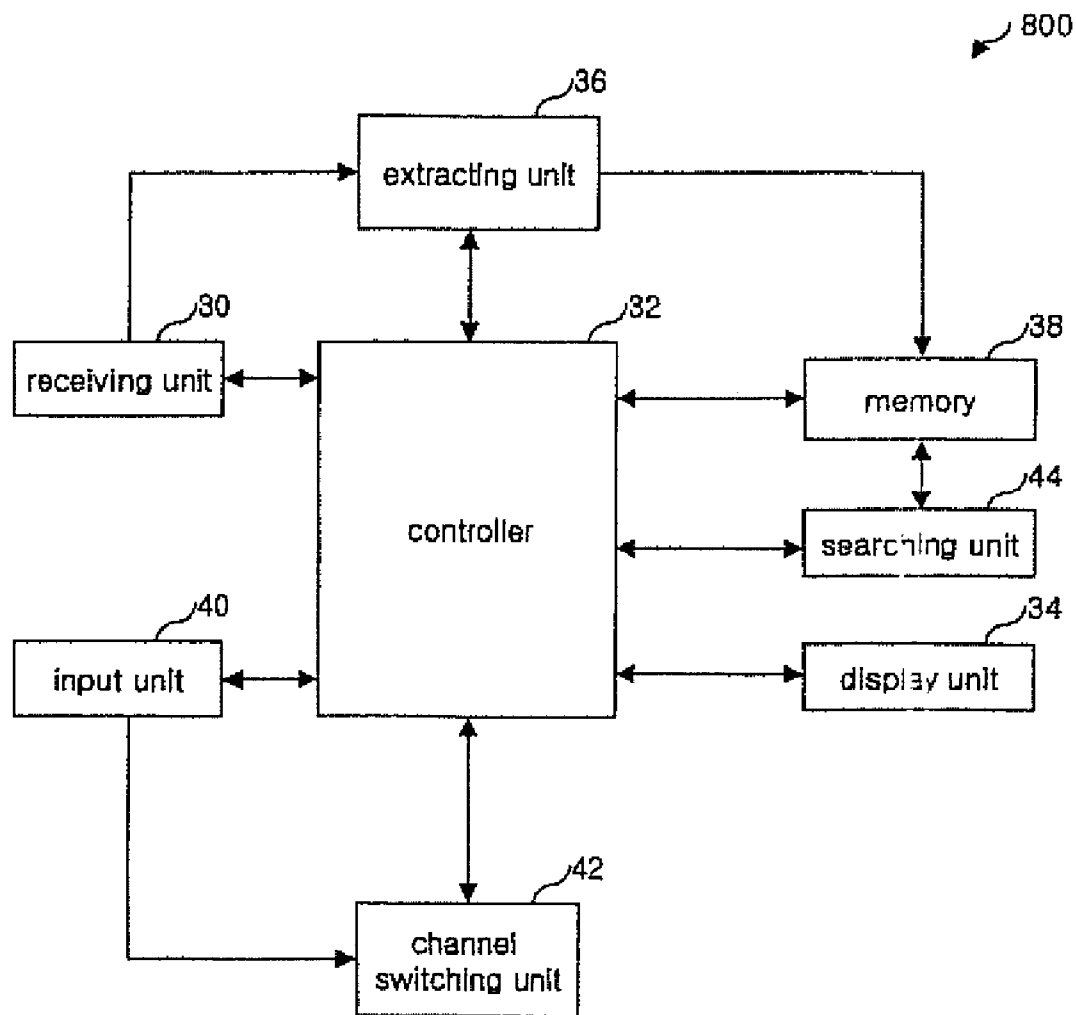 800
36
extracting unit
30
32
38
receiving unit
memory
44
controller
searching unit
40
34
input unit
display unit
42
channel
switching unit